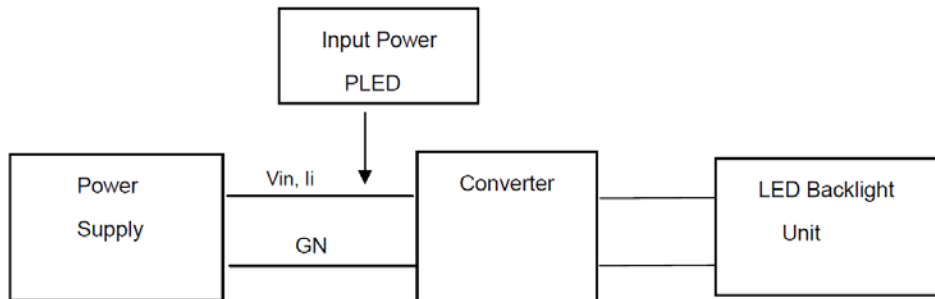 Input Power
PLED
Power
Supply
Vin, Ii
GN
Converter
LED Backlight
Unit